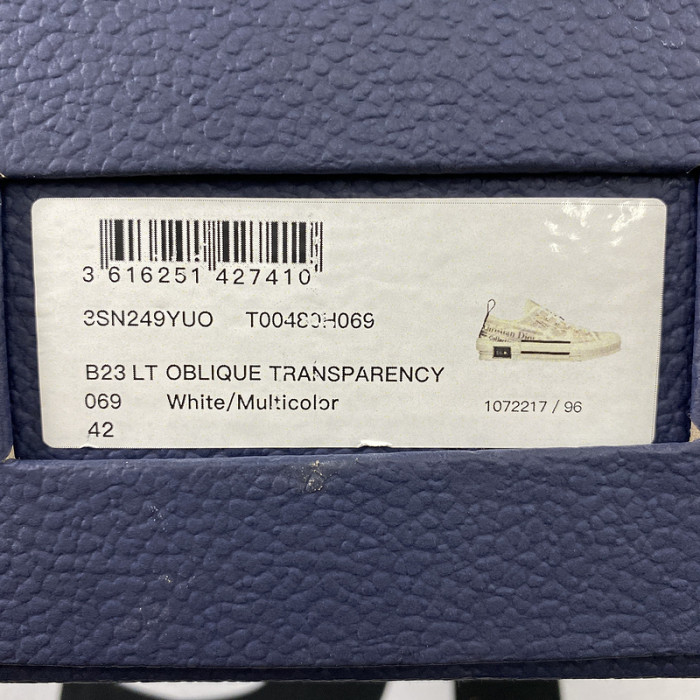 3 616251 427410
3SN249YUO T00480H069
B23 LT OBLIQUE TRANSPARENCY
069 White/Multicolor
42
1072217 / 96